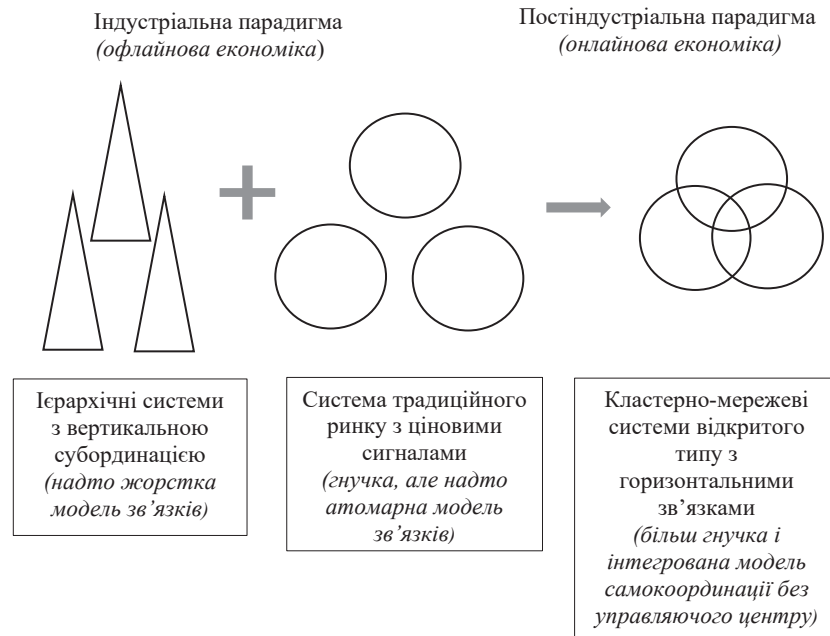 Індустріальна парадигма
(офлайнова економіка)
Постіндустріальна парадигма
(онлайнова економіка)
Ієрархічні системи
з вертикальною
субординацією
(надто жорстка
модель зв’язків)
Система традиційного
ринку з ціновими
сигналами
(гнучка, але надто
атомарна модель
зв’язків)
Кластерно-мережеві
системи відкритого
типу з
горизонтальними
зв’язками
(більш гнучка і
інтегрована модель
самокоординації без
управляючого центру)